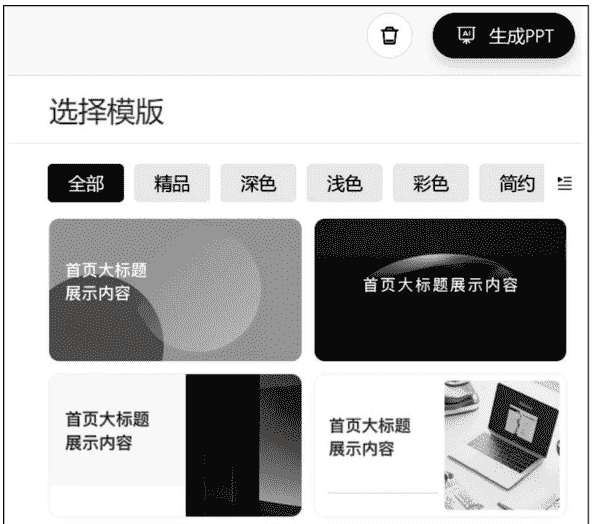 生成PPT
选择模版
全部
精品
深色
浅色
彩色
简约
首页大标题
展示内容
首页大标题展示内容
首页大标题
展示内容
首页大标题
展示内容